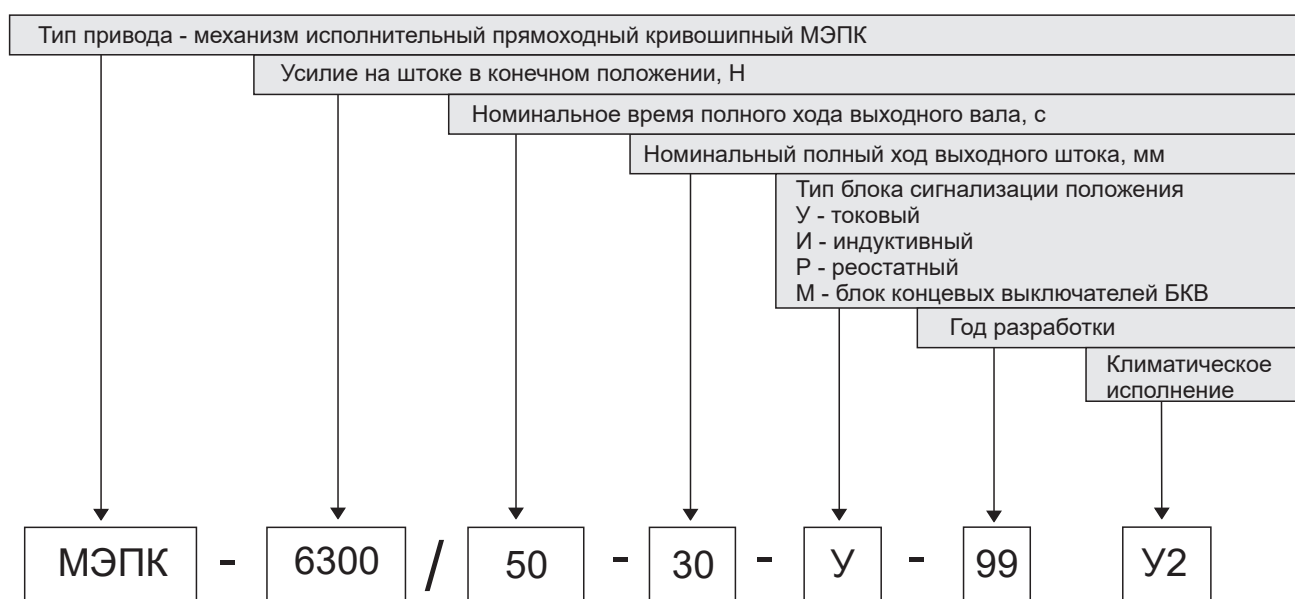 Тип привода - механизм исполнительный прямоходный кривошипный МЭПК
Усилие на штоке в конечном положении, Н
Номинальное время полного хода выходного вала, с
Номинальный полный ход выходного штока, мм
Тип блока сигнализации положения
У - токовый
И - индуктивный
Р - реостатный
М - блок концевых выключателей БКВ
Год разработки
Климатическое
исполнение
МЭПК - 6300 / 50 - 30 - У - 99 У2